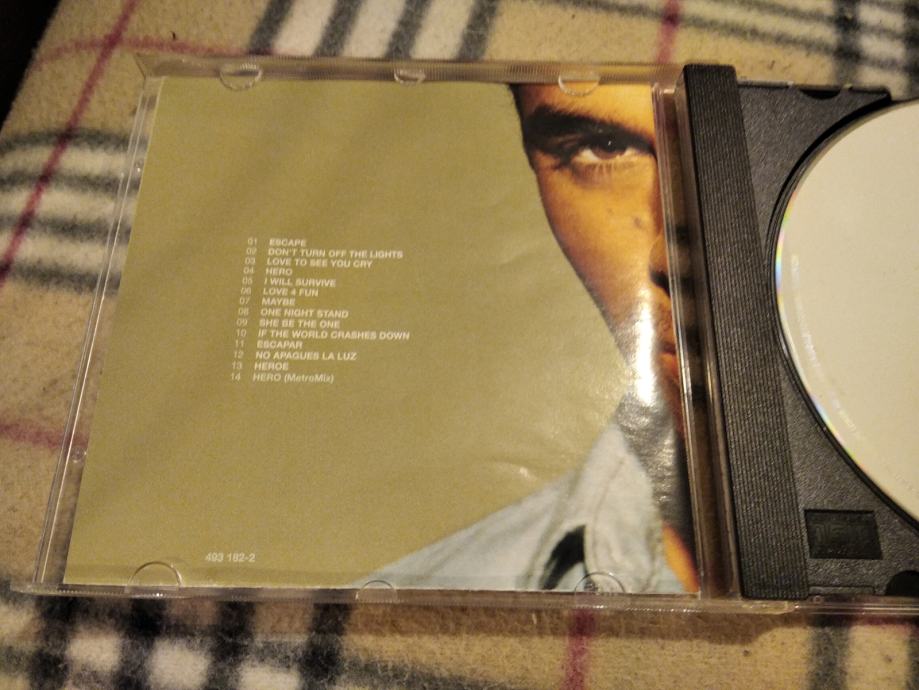 01 ESCAPE
02 DON'T TURN OFF THE LIGHTS
03 LOVE TO SEE YOU CRY
04 HERO
05 I WILL SURVIVE
06 LOVE 4 FUN
07 MAYBE
08 ONE NIGHT STAND
09 SHE BE THE ONE
10 IF THE WORLD CRASHES DOWN
11 ESCAPAR
12 NO APAGUES LA LUZ
13 HEROE
14 HERO (MetroMix)
493 182-2